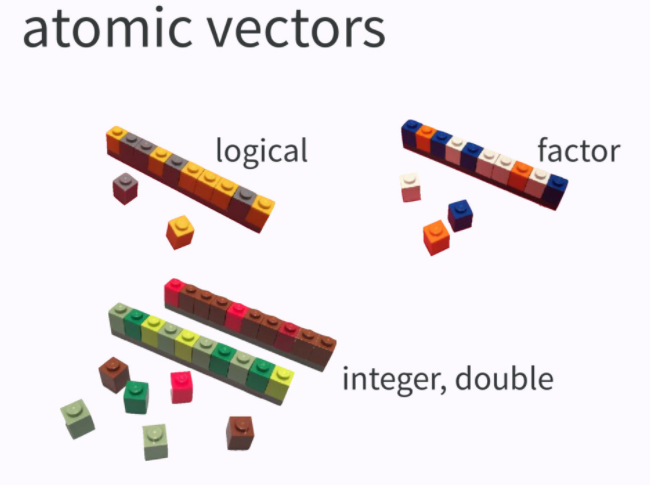 atomic vectors
logical
factor
integer, double